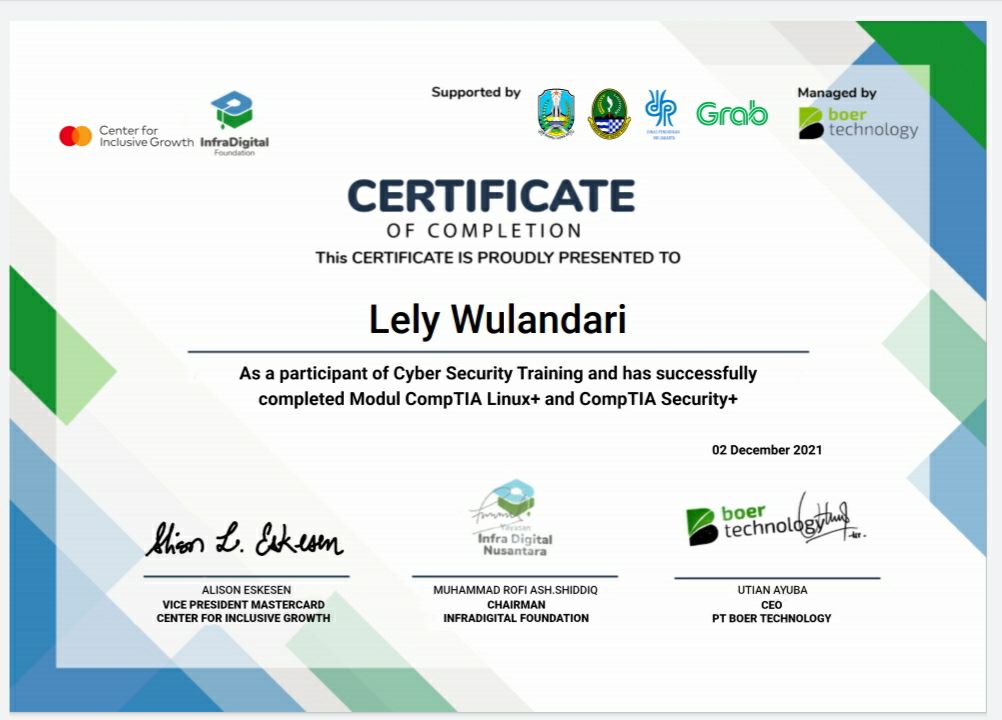 Supported by
Managed by
Center for
Inclusive Growth
InfraDigital
Foundation
Grab
boer
technology
CERTIFICATE
OF COMPLETION
This CERTIFICATE IS PROUDLY PRESENTED TO
Lely Wulandari
As a participant of Cyber Security Training and has successfully
completed Modul CompTIA Linux+ and CompTIA Security+
02 December 2021
Alison L. Eskesen
Yayasan
Infra Digital
Nusantara
boer
technology
ALISON ESKESEN
VICE PRESIDENT MASTERCARD
CENTER FOR INCLUSIVE GROWTH
MUHAMMAD ROFI ASH.SHIDDIQ
CHAIRMAN
INFRADIGITAL FOUNDATION
UTIAN AYUBA
CEO
PT BOER TECHNOLOGY